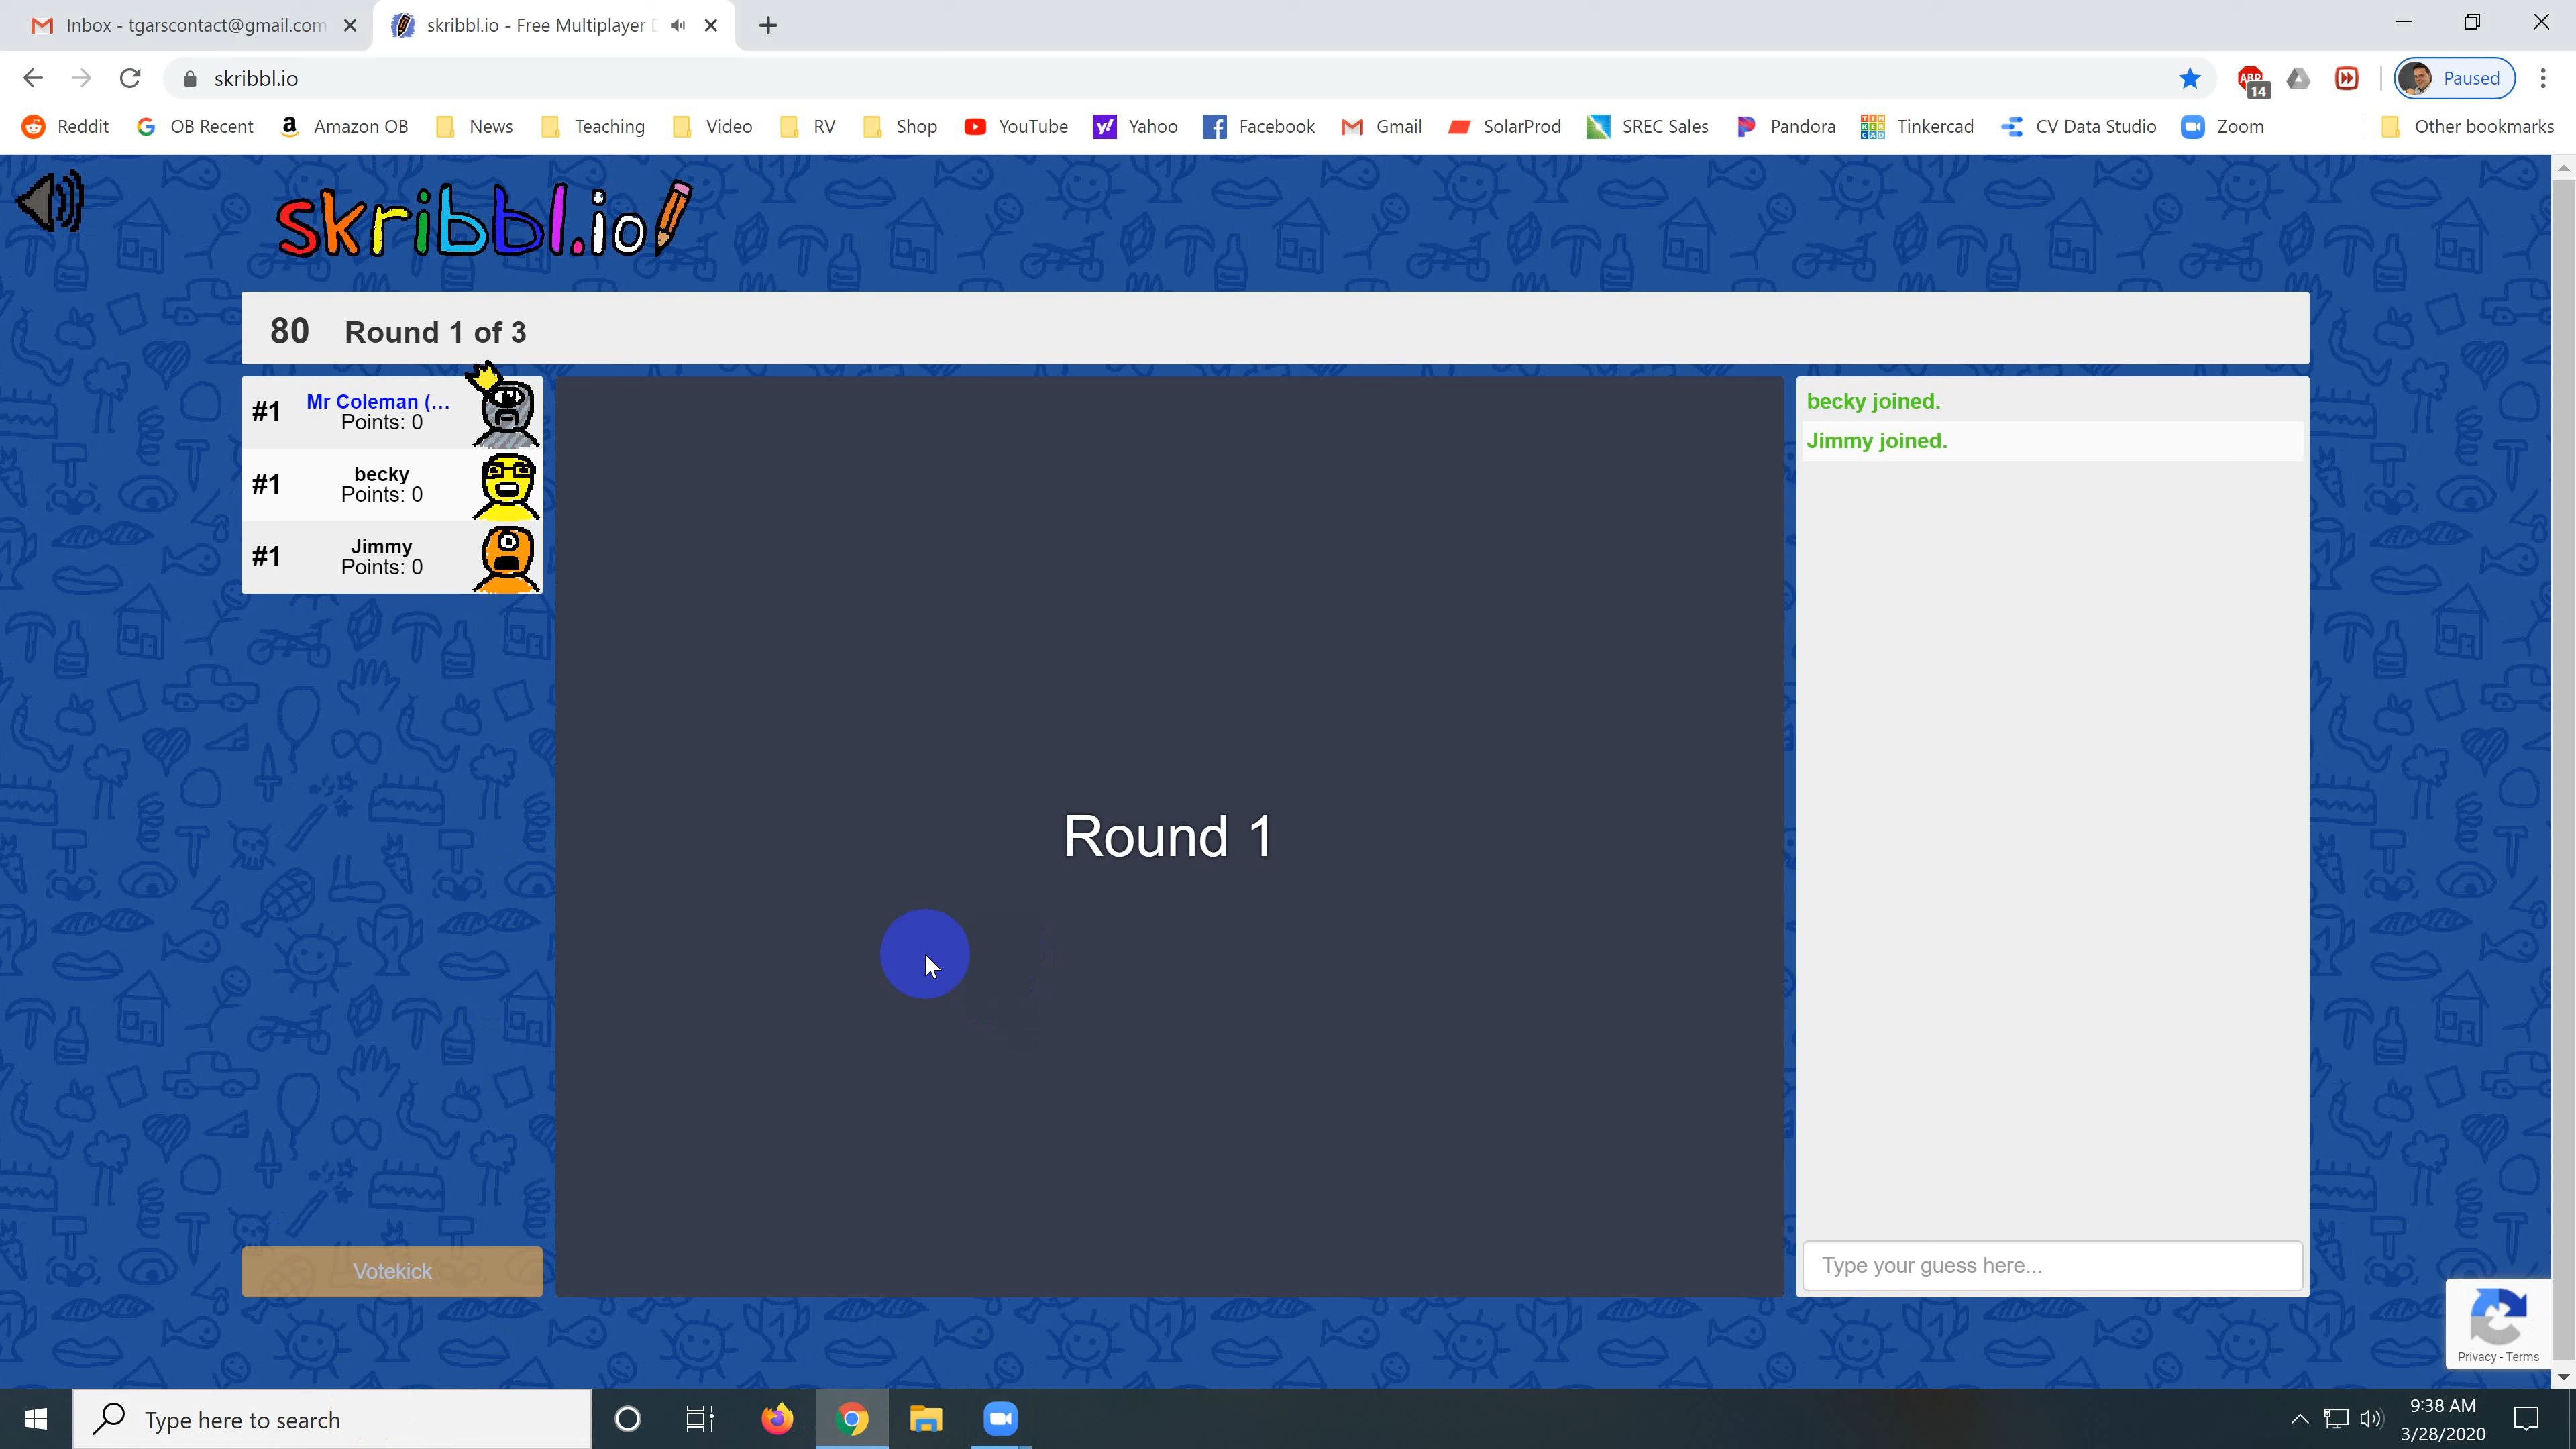 Inbox - tgarscontact@gmail.com
skribbl.io - Free Multiplayer
skribbl.io
ABP
14
Paused
Reddit
OB Recent
Amazon OB
News
Teaching
Video
RV
Shop
YouTube
Yahoo
Facebook
Gmail
SolarProd
SREC Sales
Pandora
Tinkercad
CV Data Studio
Zoom
Other bookmarks
skribbl.io
80 Round 1 of 3
#1 Mr Coleman (...
Points: 0
#1 becky
Points: 0
#1 Jimmy
Points: 0
Votekick
Round 1
becky joined.
Jimmy joined.
Type your guess here...
Privacy - Terms
Type here to search
9:38 AM
3/28/2020